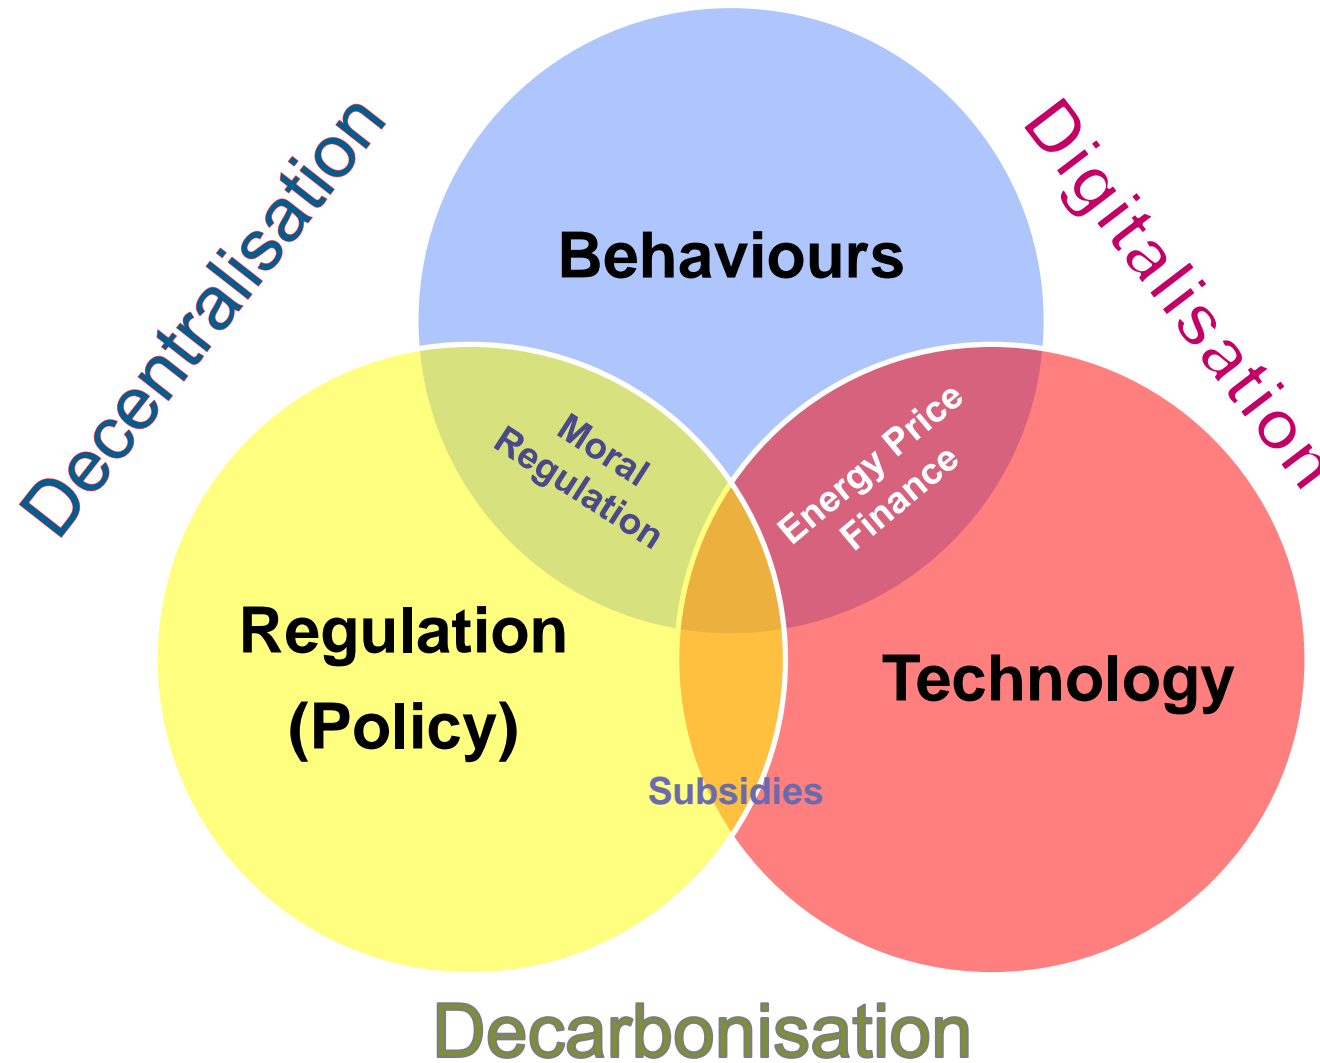 Decentralisation
Digitalisation
Behaviours
Moral
Regulation
Energy Price
Finance
Regulation
(Policy)
Technology
Subsidies
Decarbonisation